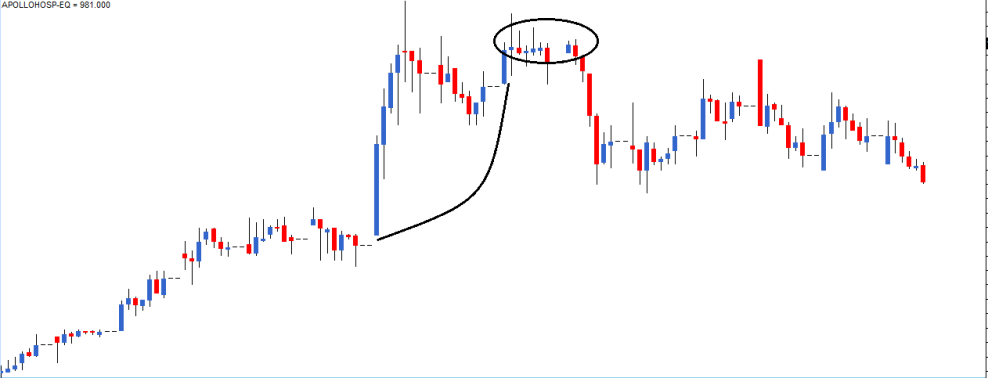 APOLLOHOSP-EQ = 981.000